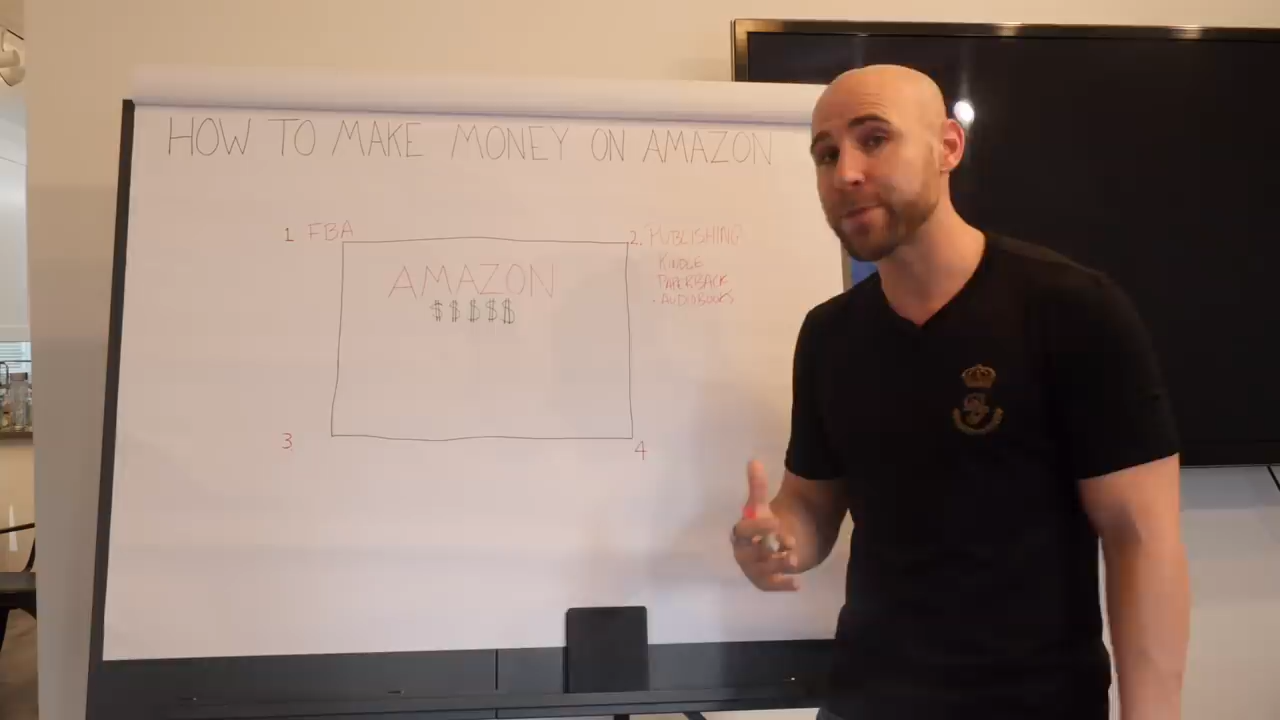 HOW TO MAKE MONEY ON AMAZON
1 FBA
2. PUBLISHING
KINDLE
PAPERBACK
• AUDIOBOOKS
AMAZON
$$$$$
3
4